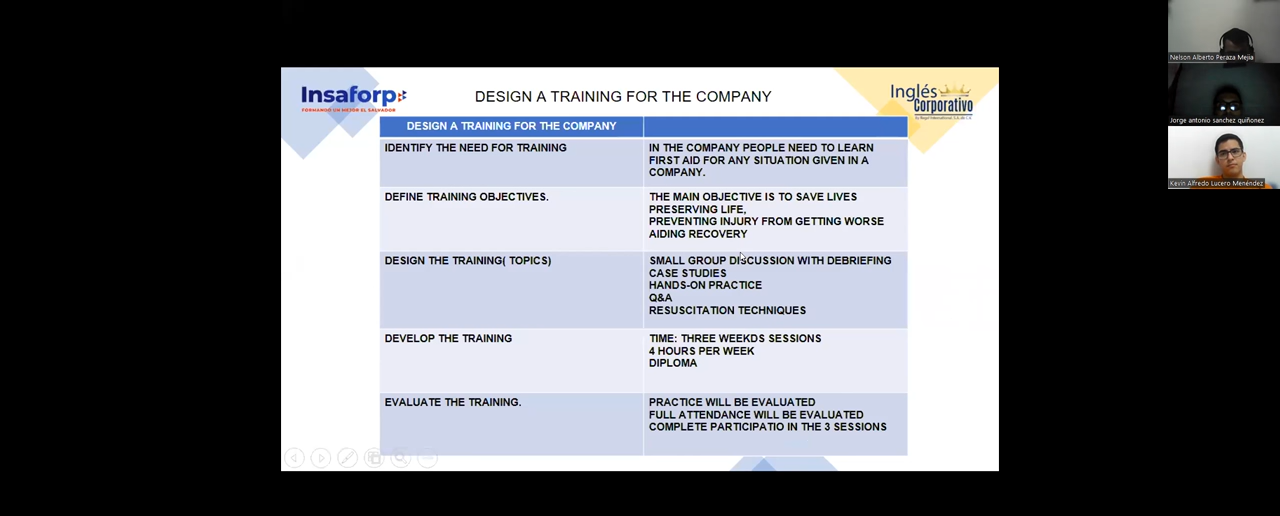 Insaforp
FORMANDO UN MEJOR EL SALVADOR
DESIGN A TRAINING FOR THE COMPANY
Inglés
Corporativo
DESIGN A TRAINING FOR THE COMPANY
IDENTIFY THE NEED FOR TRAINING
IN THE COMPANY PEOPLE NEED TO LEARN
FIRST AID FOR ANY SITUATION GIVEN IN A
COMPANY.
DEFINE TRAINING OBJECTIVES.
THE MAIN OBJECTIVE IS TO SAVE LIVES
PRESERVING LIFE,
PREVENTING INJURY FROM GETTING WORSE
AIDING RECOVERY
DESIGN THE TRAINING( TOPICS)
SMALL GROUP DISCUSSION WITH DEBRIEFING
CASE STUDIES
HANDS-ON PRACTICE
Q&A
RESUSCITATION TECHNIQUES
DEVELOP THE TRAINING
TIME: THREE WEEKDS SESSIONS
4 HOURS PER WEEK
DIPLOMA
EVALUATE THE TRAINING.
PRACTICE WILL BE EVALUATED
FULL ATTENDANCE WILL BE EVALUATED
COMPLETE PARTICIPATIO IN THE 3 SESSIONS
Nelson Alberto Peraza Mejia
Jorge antonio sanchez quiñonez
Kevin Alfredo Lucero Menéndez